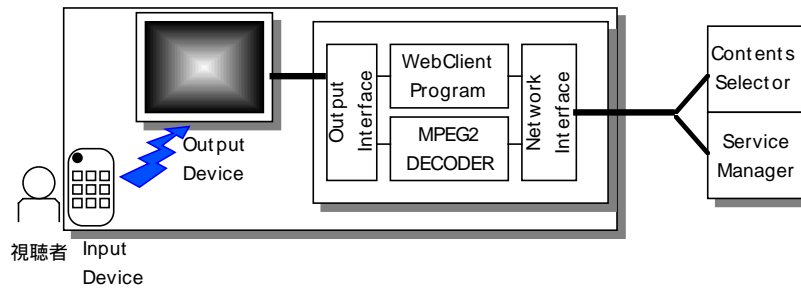 Output
Interface
WebClient
Program
MPEG2
DECODER
Network
Interface
Contents
Selector
Service
Manager
Output
Device
視聴者
Input
Device